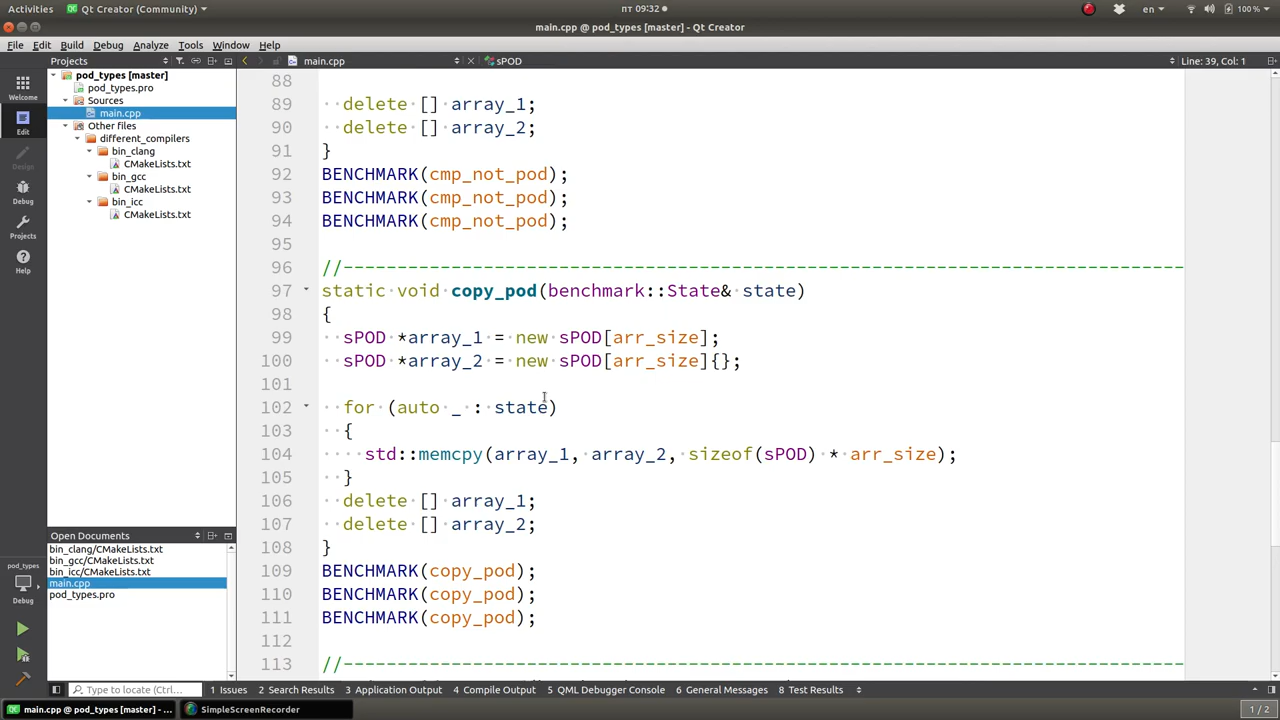 Activities
Qt Creator (Community)
пт 09:32
en
100 %
main.cpp @ pod_types [master] - Qt Creator
File Edit Build Debug Analyze Tools Window Help
Projects
main.cpp
sPOD
Line: 39, Col: 1
Welcome
Edit
Design
Debug
Projects
Help
pod_types [master]
pod_types.pro
Sources
main.cpp
Other files
different_compilers
bin_clang
CMakeLists.txt
bin_gcc
CMakeLists.txt
bin_icc
CMakeLists.txt
Open Documents
bin_clang/CMakeLists.txt
bin_gcc/CMakeLists.txt
bin_icc/CMakeLists.txt
main.cpp
pod_types.pro
pod_types
Debug
88
89 delete [] array_1;
90 delete [] array_2;
91 }
92 BENCHMARK(cmp_not_pod);
93 BENCHMARK(cmp_not_pod);
94 BENCHMARK(cmp_not_pod);
95
96 //--------------------------------------------------------------------------------
97 static void copy_pod(benchmark::State& state)
98 {
99 sPOD *array_1 = new sPOD[arr_size];
100 sPOD *array_2 = new sPOD[arr_size]{};
101
102 for (auto _ : state)
103 {
104 std::memcpy(array_1, array_2, sizeof(sPOD) * arr_size);
105 }
106 delete [] array_1;
107 delete [] array_2;
108 }
109 BENCHMARK(copy_pod);
110 BENCHMARK(copy_pod);
111 BENCHMARK(copy_pod);
112
113 //--------------------------------------------------------------------------------
Type to locate (Ctrl...
1 Issues
2 Search Results
3 Application Output
4 Compile Output
5 QML Debugger Console
6 General Messages
8 Test Results
main.cpp @ pod_types [master] - ...
SimpleScreenRecorder
1 / 2